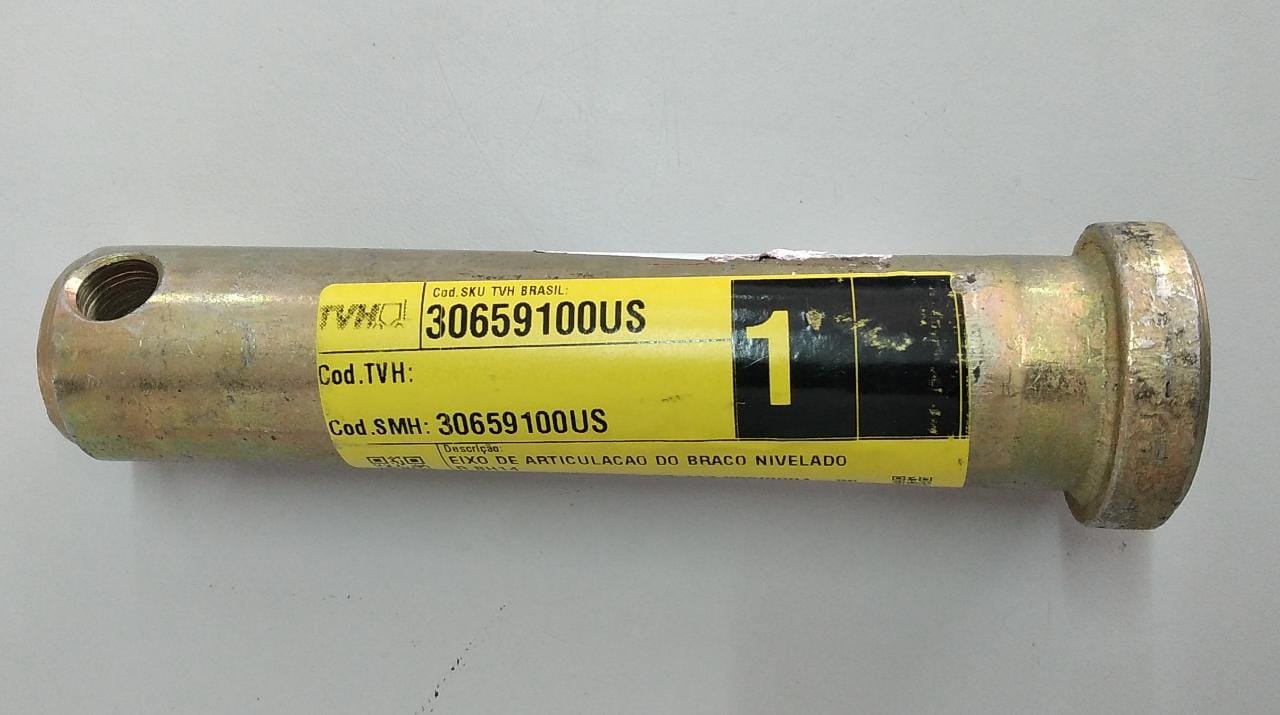 TVH
Cod.SKU TVH BRASIL:
30659100US
1
Cod.TVH:
Cod.SMH: 30659100US
Descrição:
EIXO DE ARTICULACAO DO BRACO NIVELADO